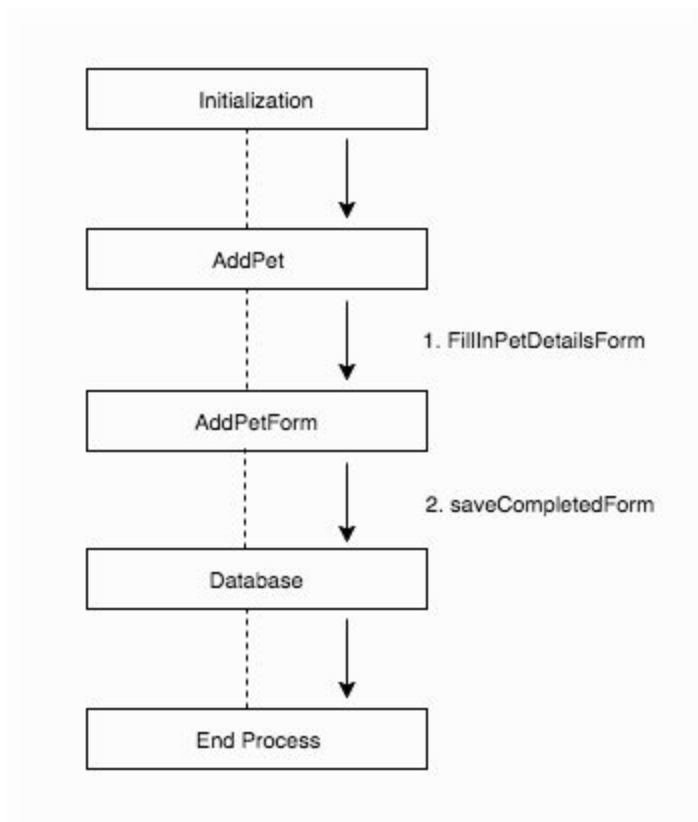 Initialization
AddPet
1. FillInPetDetailsForm
AddPetForm
2. saveCompletedForm
Database
End Process